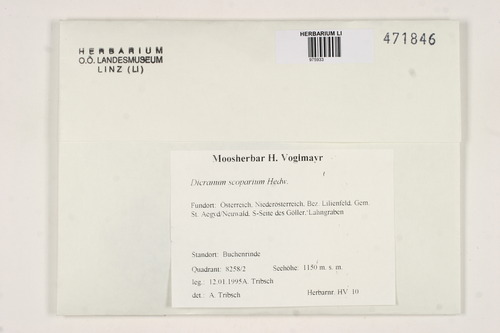 HERBARIUM
O.Ö. LANDESMUSEUM
LINZ (LI)
HERBARIUM LI
471846
Moosherbar H. Voglmayr
Dicranum scoparium Hedw.
Fundort: Österreich, Niederösterreich, Bez. Lilienfeld, Gem.
St. Aegyd/Neuwald, S-Seite des Göller, Lahngraben
Standort: Buchenrinde
Quadrant: 8258/2 Seehöhe: 1150 m. s. m.
leg.: 12.01.1995A. Tribsch
det.: A. Tribsch Herbarnr. HV 10